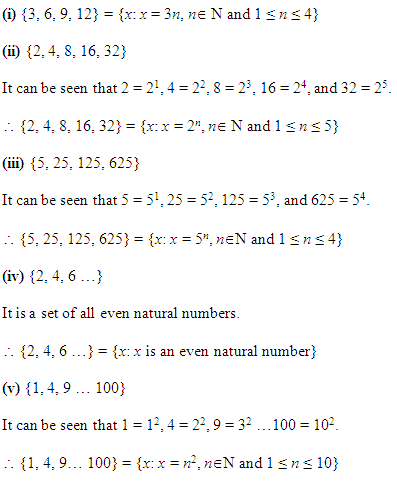 (i) {3, 6, 9, 12} = {x: x = 3n, n∈ N and 1 ≤ n ≤ 4}
(ii) {2, 4, 8, 16, 32}
It can be seen that 2 = 2¹, 4 = 2², 8 = 2³, 16 = 2⁴, and 32 = 2⁵.
∴ {2, 4, 8, 16, 32} = {x: x = 2ⁿ, n∈ N and 1 ≤ n ≤ 5}
(iii) {5, 25, 125, 625}
It can be seen that 5 = 5¹, 25 = 5², 125 = 5³, and 625 = 5⁴.
∴ {5, 25, 125, 625} = {x: x = 5ⁿ, n∈N and 1 ≤ n ≤ 4}
(iv) {2, 4, 6 …}
It is a set of all even natural numbers.
∴ {2, 4, 6 …} = {x: x is an even natural number}
(v) {1, 4, 9 … 100}
It can be seen that 1 = 1², 4 = 2², 9 = 3² …100 = 10².
∴ {1, 4, 9… 100} = {x: x = n², n∈N and 1 ≤ n ≤ 10}